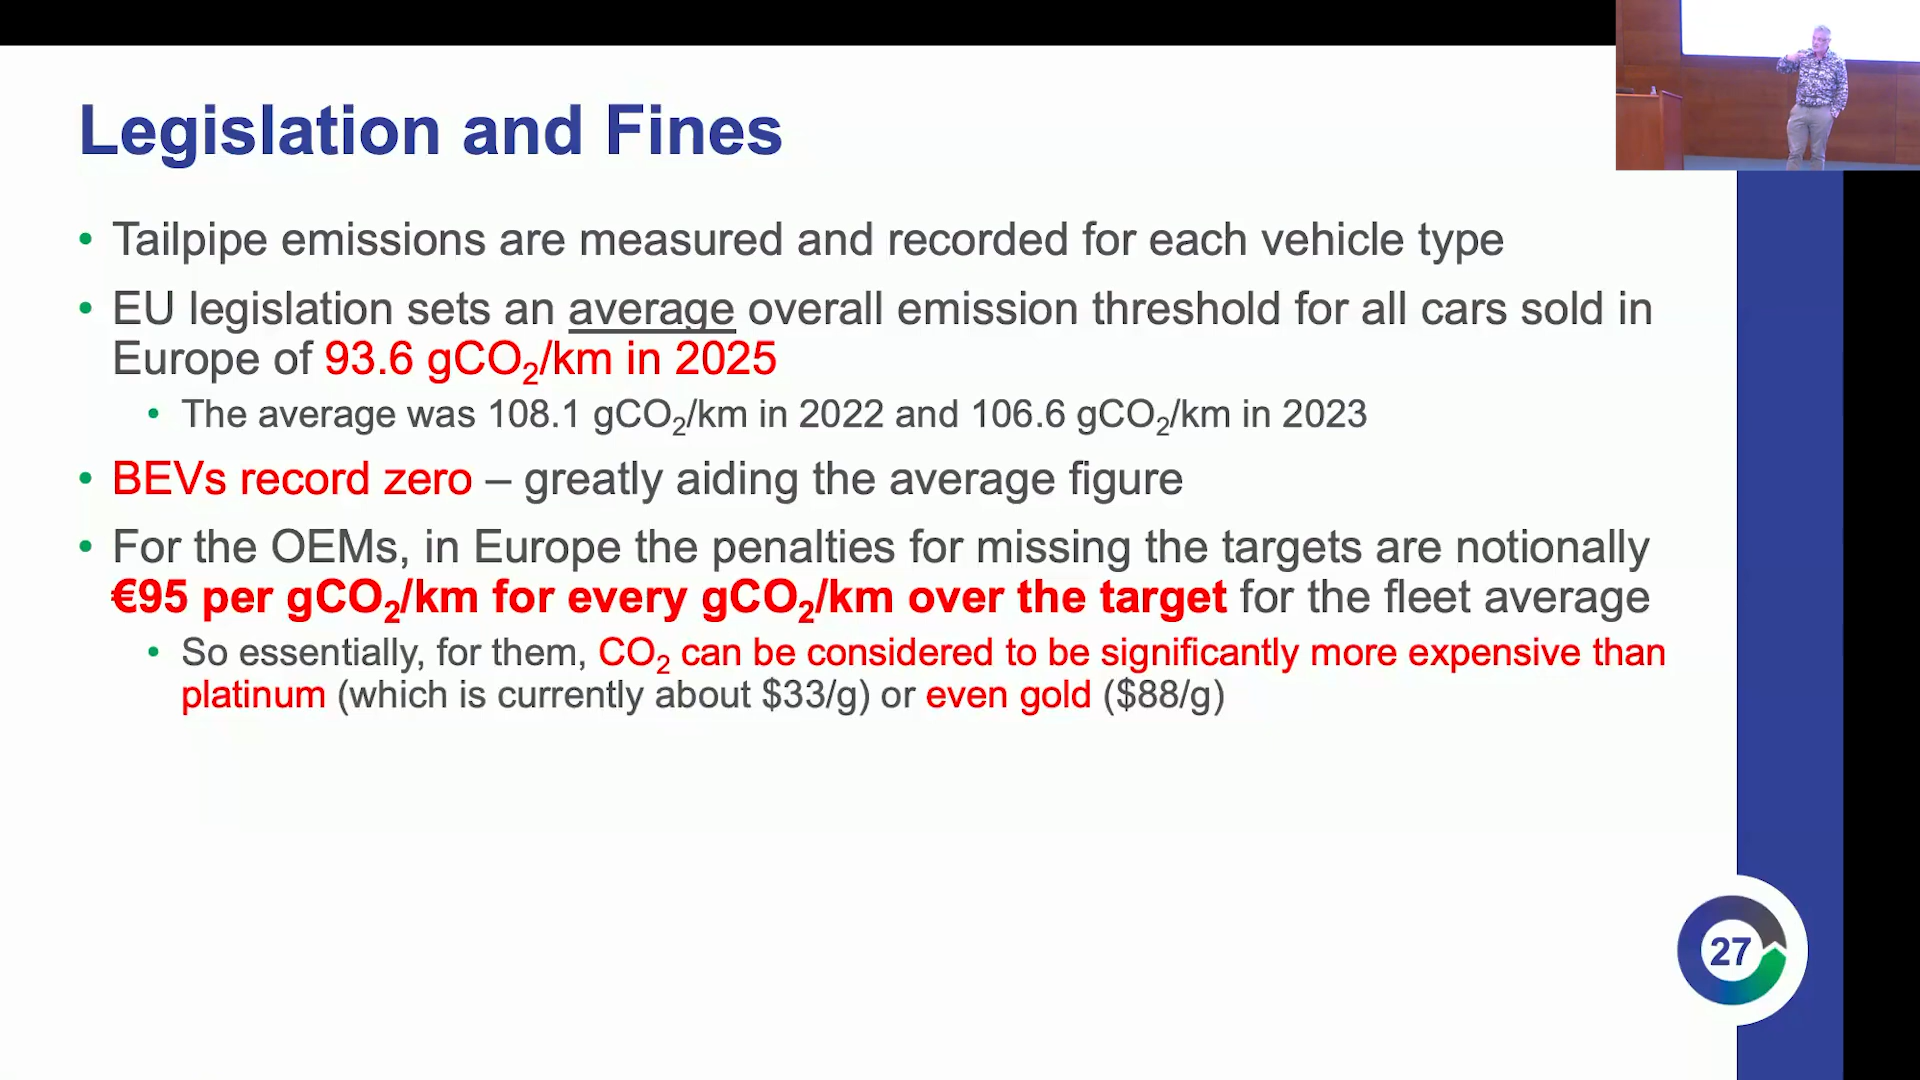 Legislation and Fines
• Tailpipe emissions are measured and recorded for each vehicle type
• EU legislation sets an average overall emission threshold for all cars sold in
Europe of 93.6 gCO₂/km in 2025
• The average was 108.1 gCO₂/km in 2022 and 106.6 gCO₂/km in 2023
• BEVs record zero – greatly aiding the average figure
• For the OEMs, in Europe the penalties for missing the targets are notionally
€95 per gCO₂/km for every gCO₂/km over the target for the fleet average
• So essentially, for them, CO₂ can be considered to be significantly more expensive than
platinum (which is currently about $33/g) or even gold ($88/g)
27